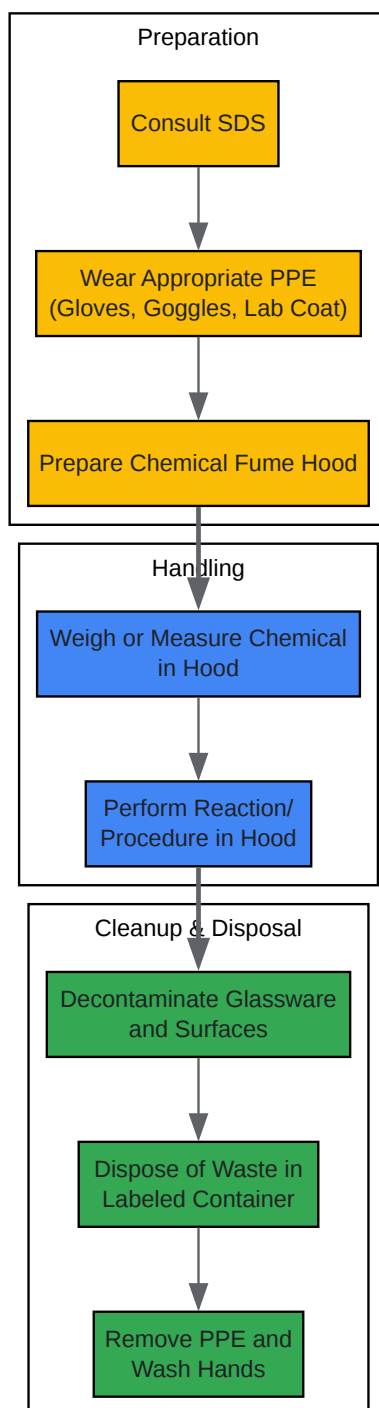 Preparation
Consult SDS
Wear Appropriate PPE
(Gloves, Goggles, Lab Coat)
Prepare Chemical Fume Hood
Handling
Weigh or Measure Chemical
in Hood
Perform Reaction/
Procedure in Hood
Cleanup & Disposal
Decontaminate Glassware
and Surfaces
Dispose of Waste in
Labeled Container
Remove PPE and
Wash Hands